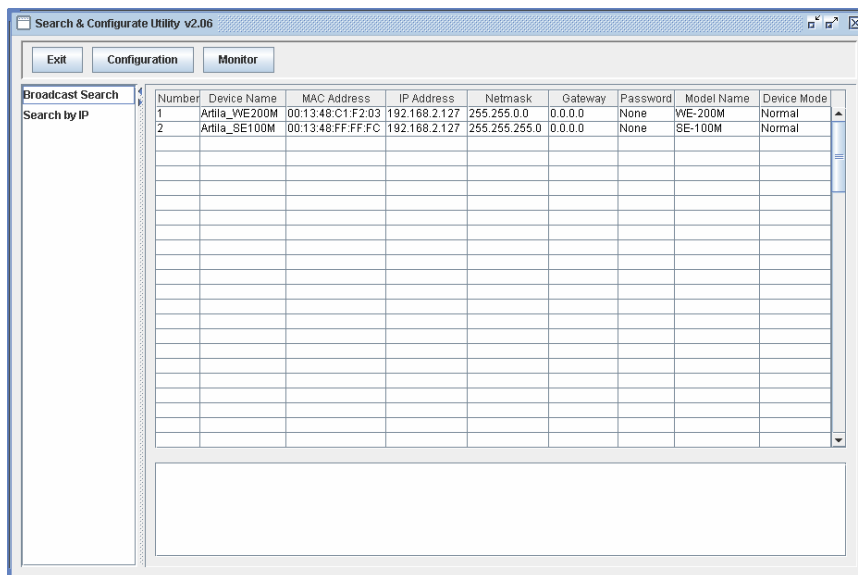 Search & Configurate Utility v2.06
Exit Configuration Monitor
Broadcast Search
Search by IP
Number Device Name MAC Address IP Address Netmask Gateway Password Model Name Device Mode
1 Artila_WE200M 00:13:48:C1:F2:03 192.168.2.127 255.255.0.0 0.0.0.0 None WE-200M Normal
2 Artila_SE100M 00:13:48:FF:FF:FC 192.168.2.127 255.255.255.0 0.0.0.0 None SE-100M Normal